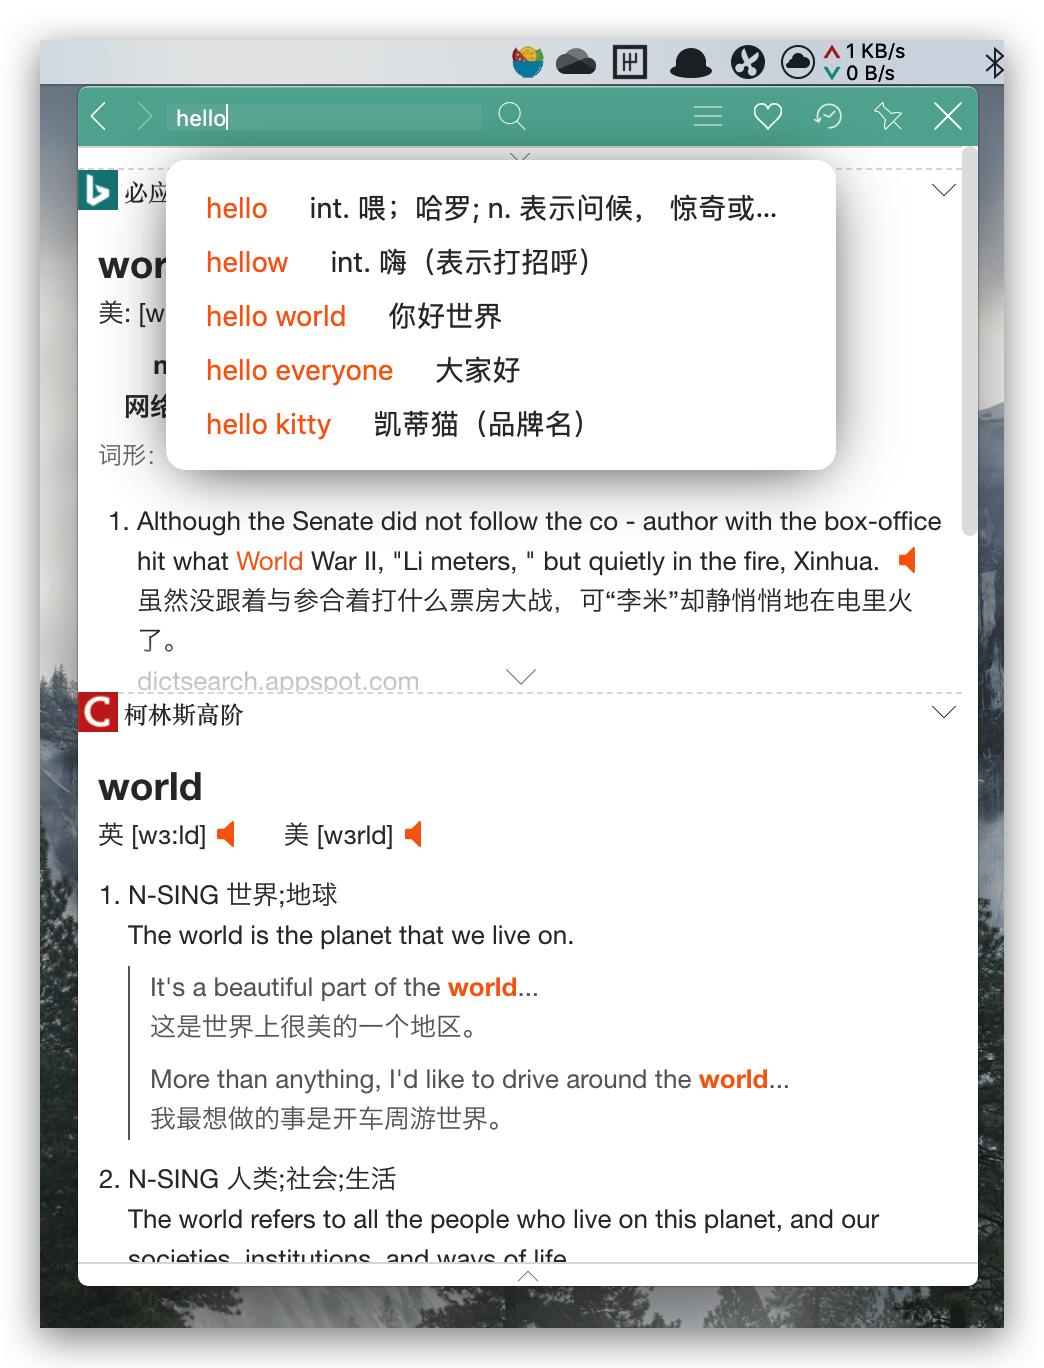 1 KB/s
0 B/s
hello
必应
hello int. 喂；哈罗; n. 表示问候， 惊奇或...
hellow int. 嗨（表示打招呼）
hello world 你好世界
hello everyone 大家好
hello kitty 凯蒂猫（品牌名）
wor
美: [w
n
网络
词形:
1. Although the Senate did not follow the co - author with the box-office
hit what World War II, "Li meters, " but quietly in the fire, Xinhua.
虽然没跟着与参合着打什么票房大战，可“李米”却静悄悄地在电里火
了。
dictsearch.appspot.com
柯林斯高阶
world
英 [wɜ:ld] 美 [wɜrld]
1. N-SING 世界;地球
The world is the planet that we live on.
It's a beautiful part of the world...
这是世界上很美的一个地区。
More than anything, I'd like to drive around the world...
我最想做的事是开车周游世界。
2. N-SING 人类;社会;生活
The world refers to all the people who live on this planet, and our
societies, institutions, and ways of life.